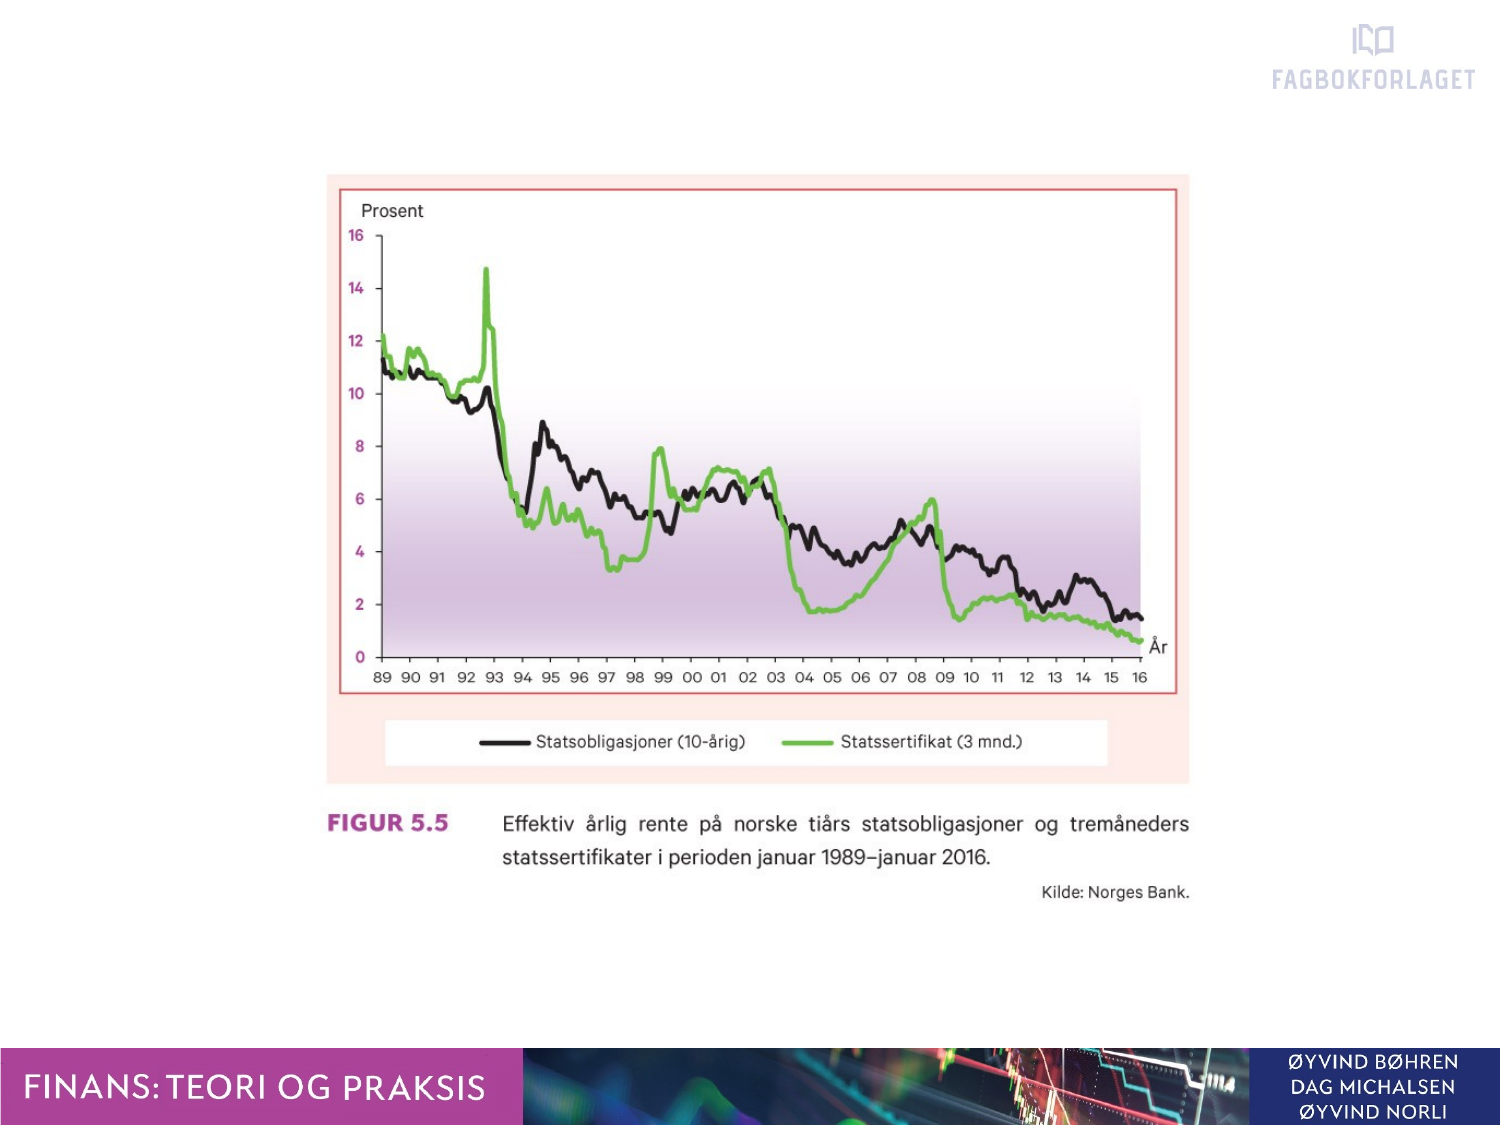 FAGBOKFORLAGET
Prosent
16
14
12
10
8
6
4
2
0
År
89 90 91 92 93 94 95 96 97 98 99 00 01 02 03 04 05 06 07 08 09 10 11 12 13 14 15 16
Statsobligasjoner (10-årig) Statssertifikat (3 mnd.)
FIGUR 5.5 Effektiv årlig rente på norske tiårs statsobligasjoner og tremåneders
statssertifikater i perioden januar 1989–januar 2016.
Kilde: Norges Bank.
FINANS: TEORI OG PRAKSIS
ØYVIND BØHREN
DAG MICHALSEN
ØYVIND NORLI